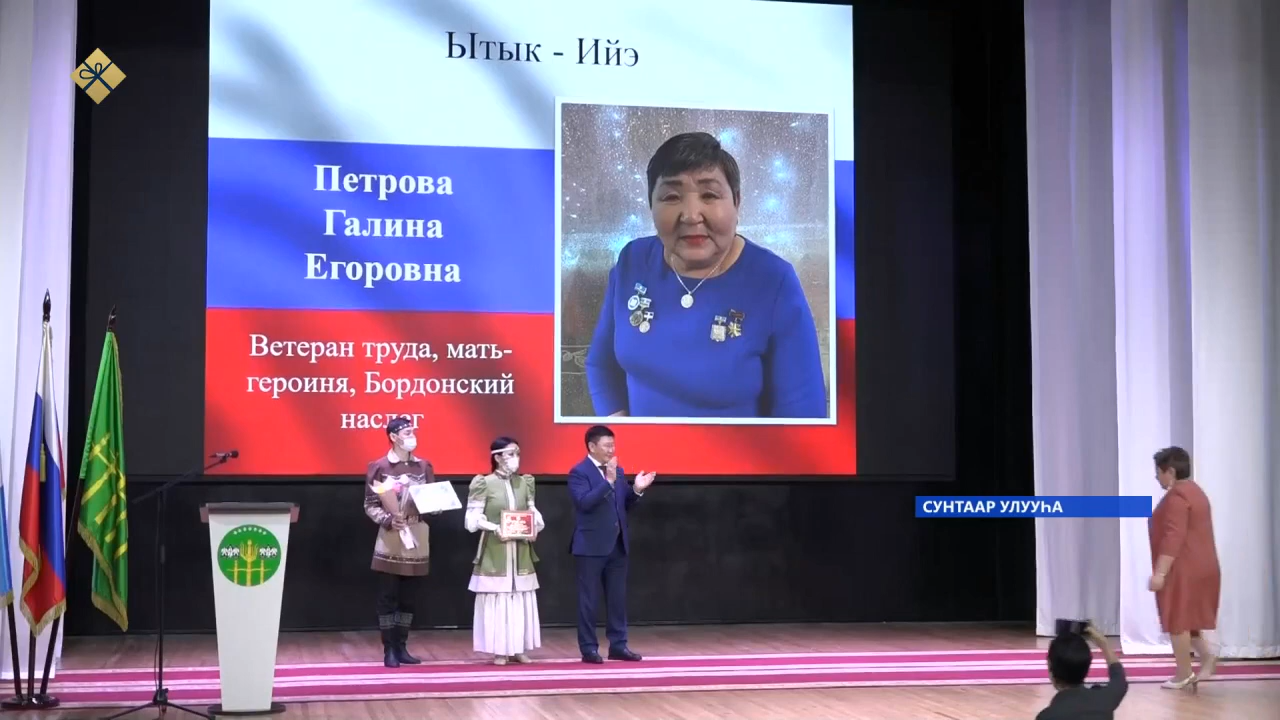 Ытык - Ийэ
Петрова
Галина
Егоровна
Ветеран труда, мать-
героиня, Бордонский
наслег
СУНТААР УЛУУҺА